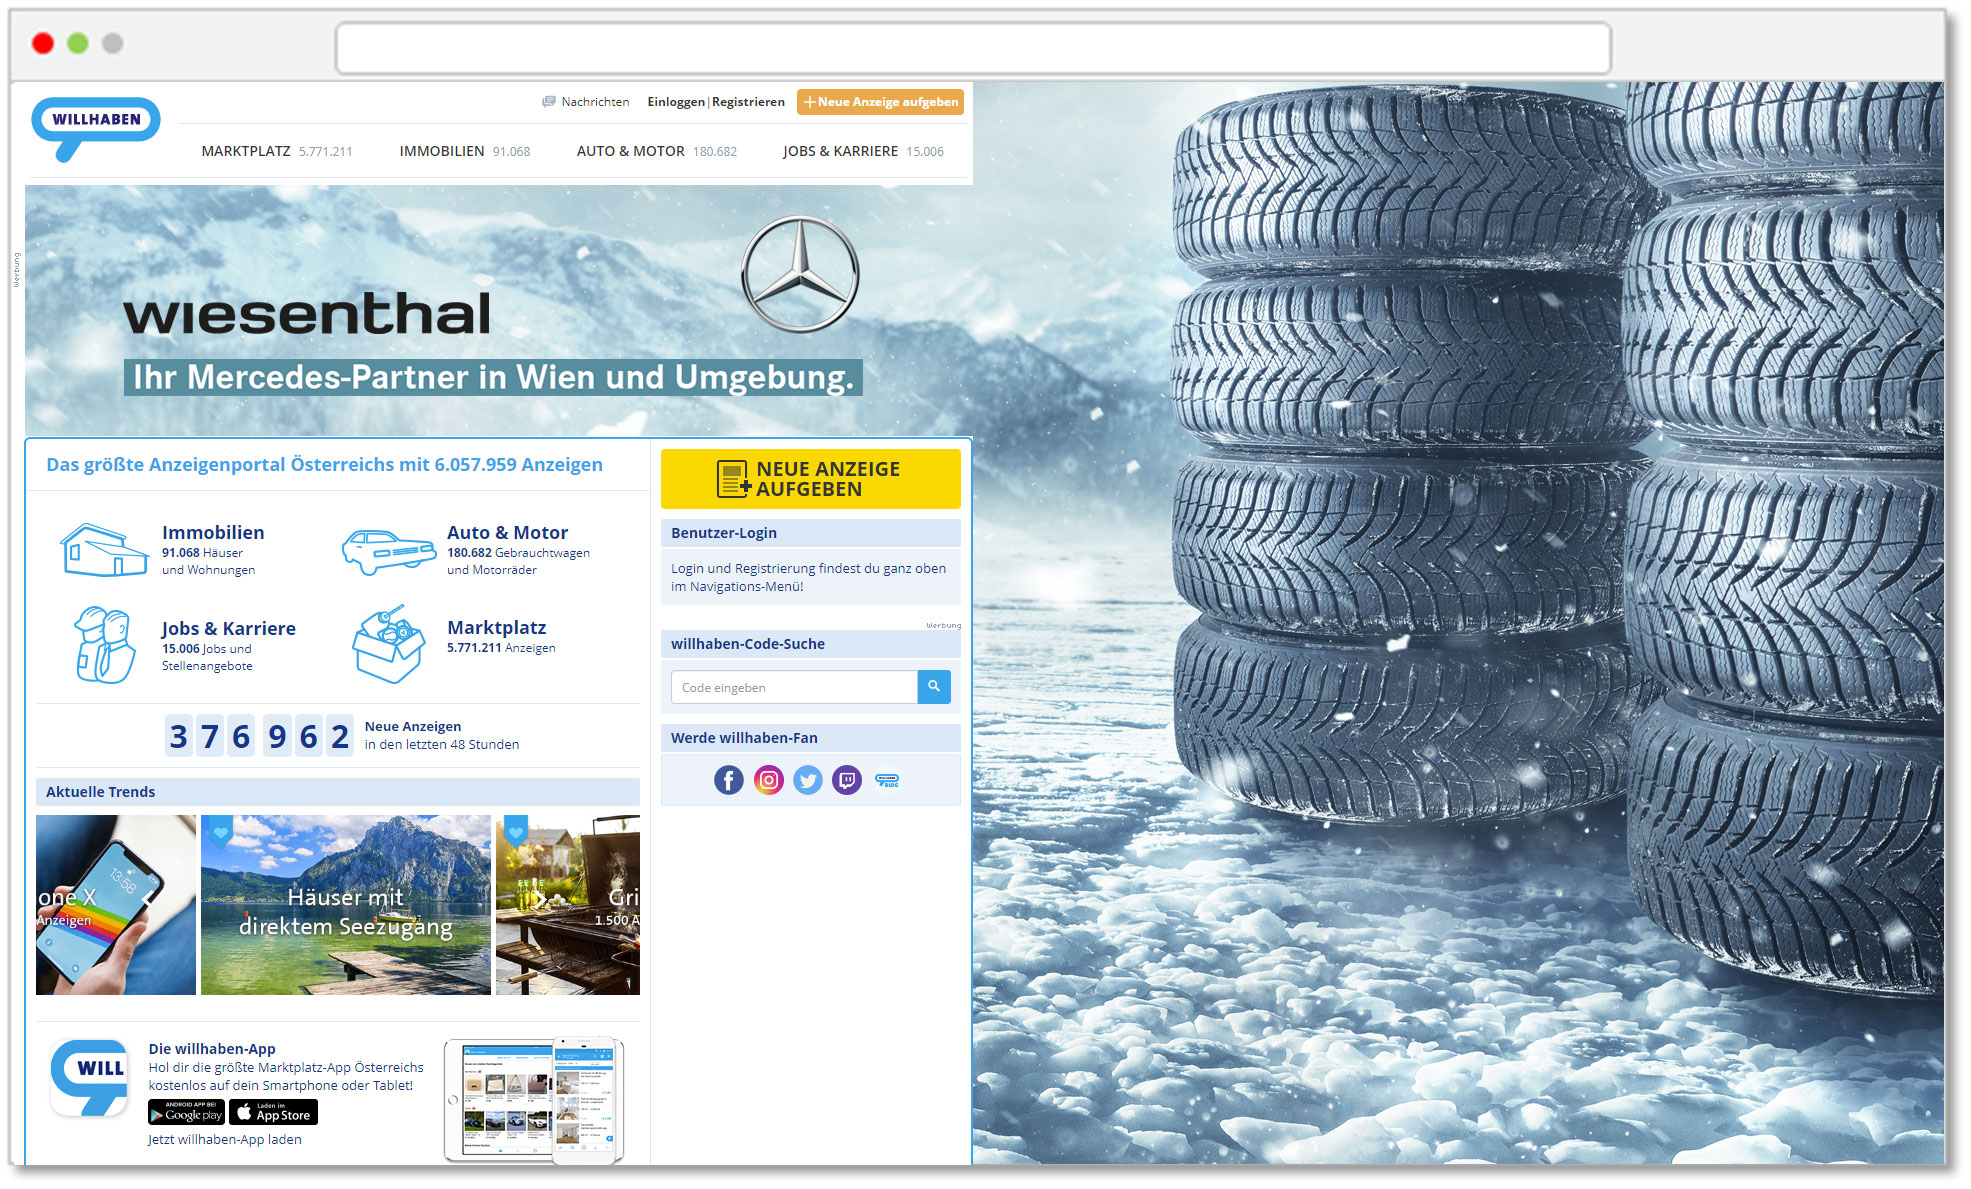 WILLHABEN
Nachrichten
Einloggen|Registrieren
+Neue Anzeige aufgeben
MARKTPLATZ 5.771.211
IMMOBILIEN 91.068
AUTO & MOTOR 180.682
JOBS & KARRIERE 15.006
Werbung
wiesenthal
Ihr Mercedes-Partner in Wien und Umgebung.
Das größte Anzeigenportal Österreichs mit 6.057.959 Anzeigen
Immobilien
91.068 Häuser
und Wohnungen
Auto & Motor
180.682 Gebrauchtwagen
und Motorräder
Jobs & Karriere
15.006 Jobs und
Stellenangebote
Marktplatz
5.771.211 Anzeigen
376 962
Neue Anzeigen
in den letzten 48 Stunden
Aktuelle Trends
13:58
one X
Anzeigen
Häuser mit
direktem Seezugang
Gri
1.500 A
Die willhaben-App
Hol dir die größte Marktplatz-App Österreichs
kostenlos auf dein Smartphone oder Tablet!
WILL
ANDROID APP BEI
Google play
Laden im
App Store
Jetzt willhaben-App laden
NEUE ANZEIGE
AUFGEBEN
Benutzer-Login
Login und Registrierung findest du ganz oben
im Navigations-Menü!
Werbung
willhaben-Code-Suche
Code eingeben
Werde willhaben-Fan
WILLHABEN
BLOG